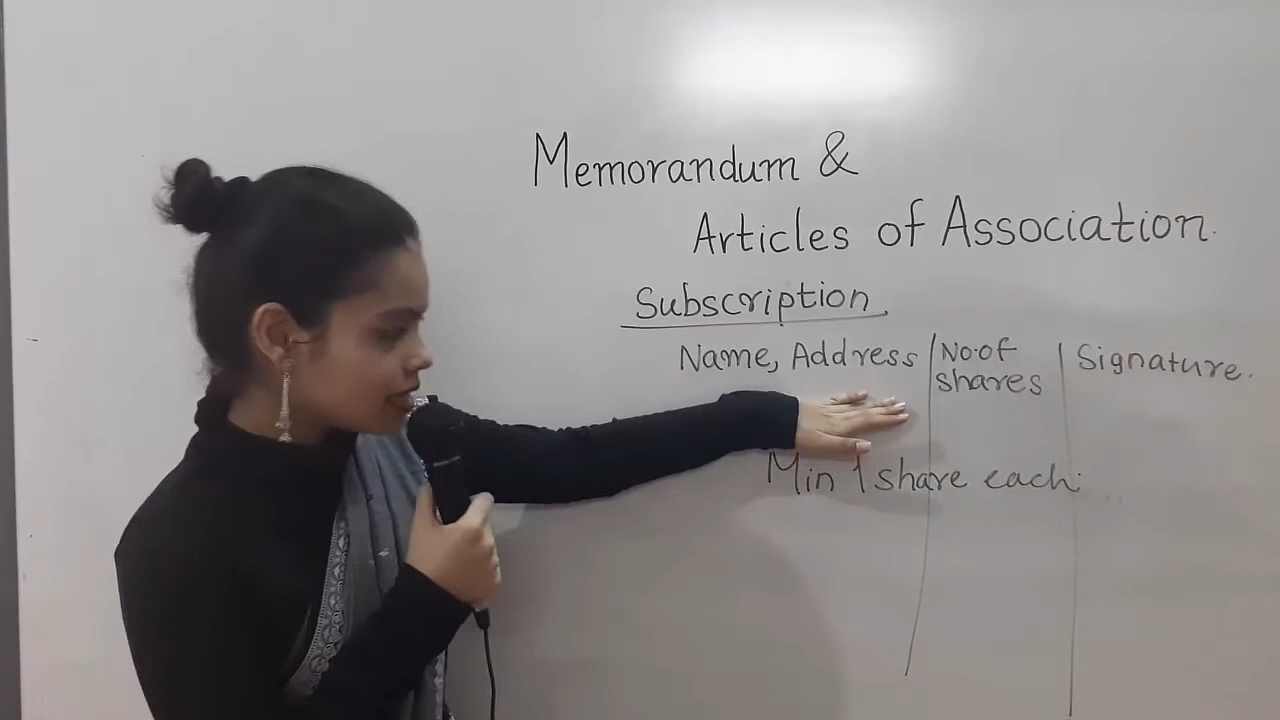 Memorandum &
Articles of Association.
Subscription
Name, Address
No.of
shares
Signature.
Min 1 share each.